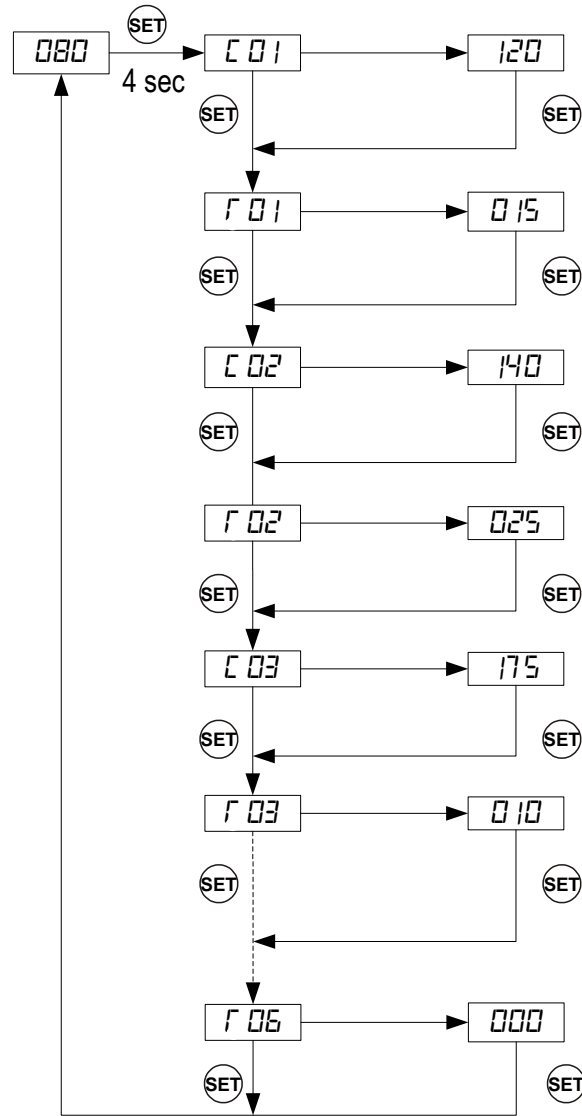 SET
080 C 01 120
4 sec
SET SET
Γ 01 015
SET SET
C 02 140
SET SET
Γ 02 025
SET SET
C 03 175
SET SET
Γ 03 010
SET SET
Γ 06 000
SET SET